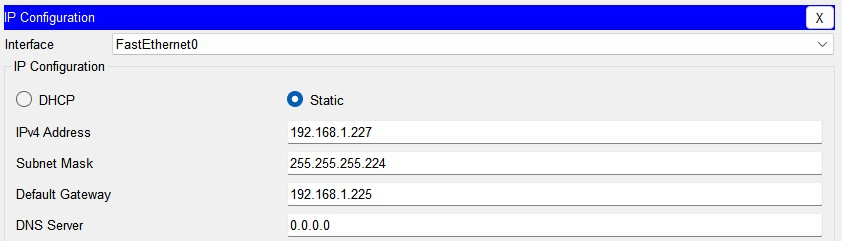 IP Configuration X
Interface FastEthernet0
IP Configuration
DHCP Static
IPv4 Address 192.168.1.227
Subnet Mask 255.255.255.224
Default Gateway 192.168.1.225
DNS Server 0.0.0.0